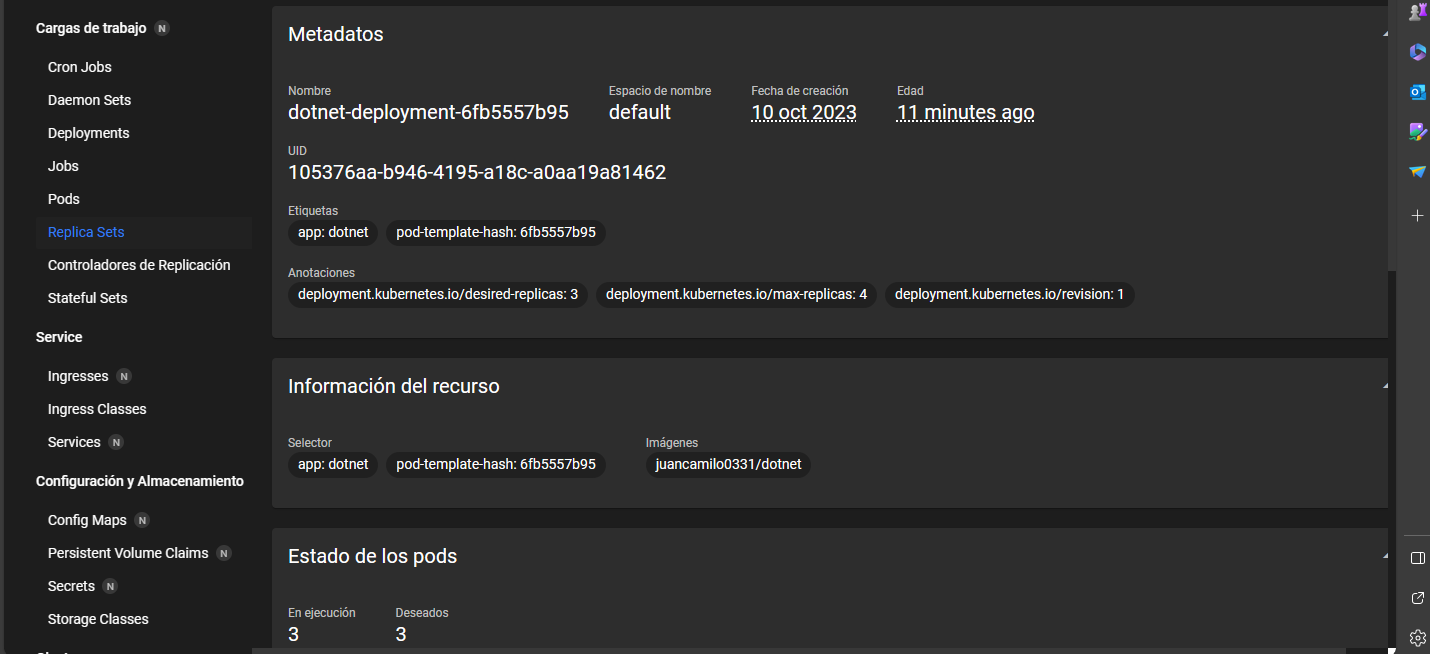 Cargas de trabajo N
Cron Jobs
Daemon Sets
Deployments
Jobs
Pods
Replica Sets
Controladores de Replicación
Stateful Sets
Service
Ingresses N
Ingress Classes
Services N
Configuración y Almacenamiento
Config Maps N
Persistent Volume Claims N
Secrets N
Storage Classes
Metadatos
Nombre Espacio de nombre Fecha de creación Edad
dotnet-deployment-6fb5557b95 default 10 oct 2023 11 minutes ago
UID
105376aa-b946-4195-a18c-a0aa19a81462
Etiquetas
app: dotnet pod-template-hash: 6fb5557b95
Anotaciones
deployment.kubernetes.io/desired-replicas: 3 deployment.kubernetes.io/max-replicas: 4 deployment.kubernetes.io/revision: 1
Información del recurso
Selector Imágenes
app: dotnet pod-template-hash: 6fb5557b95 juancamilo0331/dotnet
Estado de los pods
En ejecución Deseados
3 3